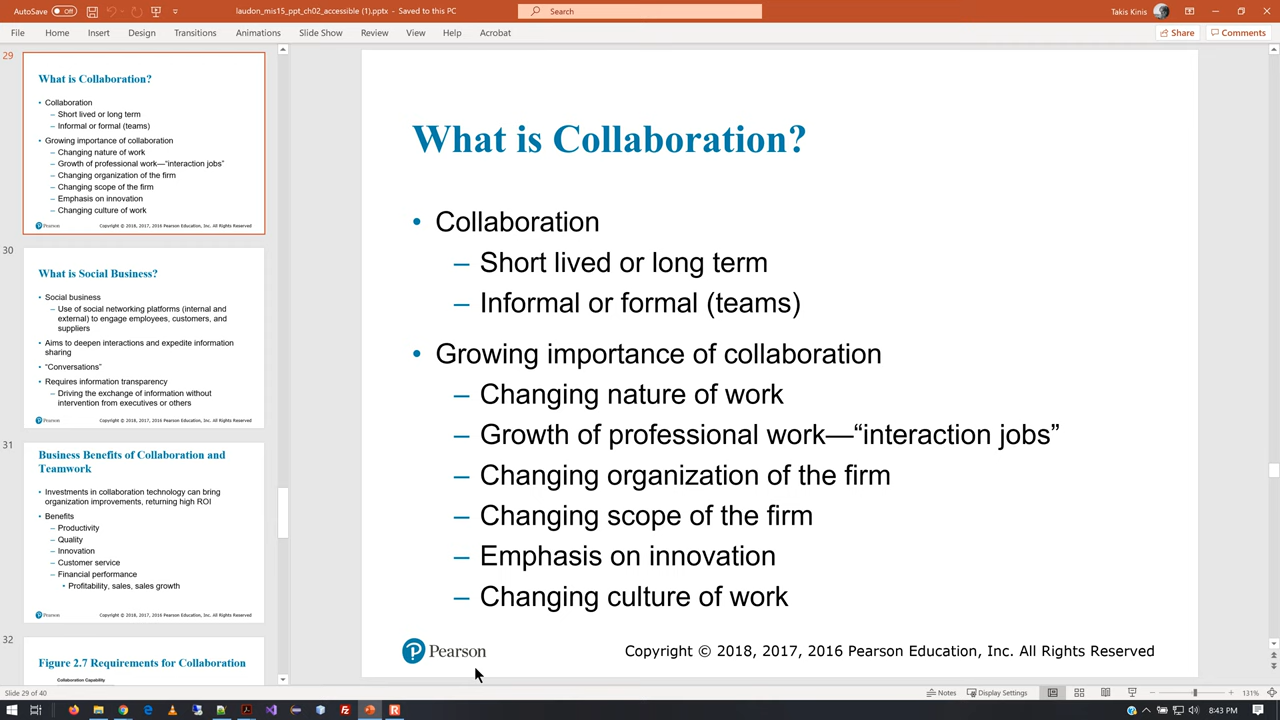 AutoSave
Off
laudon_mis15_ppt_ch02_accessible (1).pptx - Saved to this PC
Search
Takis Kinis
File Home Insert Design Transitions Animations Slide Show Review View Help Acrobat
Share
Comments
29
What is Collaboration?
• Collaboration
– Short lived or long term
– Informal or formal (teams)
• Growing importance of collaboration
– Changing nature of work
– Growth of professional work—“interaction jobs”
– Changing organization of the firm
– Changing scope of the firm
– Emphasis on innovation
– Changing culture of work
Pearson
Copyright © 2018, 2017, 2016 Pearson Education, Inc. All Rights Reserved
30
What is Social Business?
• Social business
– Use of social networking platforms (internal and
external) to engage employees, customers, and
suppliers
• Aims to deepen interactions and expedite information
sharing
• “Conversations”
• Requires information transparency
– Driving the exchange of information without
intervention from executives or others
Pearson
Copyright © 2018, 2017, 2016 Pearson Education, Inc. All Rights Reserved
31
Business Benefits of Collaboration and
Teamwork
• Investments in collaboration technology can bring
organization improvements, returning high ROI
• Benefits
– Productivity
– Quality
– Innovation
– Customer service
– Financial performance
• Profitability, sales, sales growth
Pearson
Copyright © 2018, 2017, 2016 Pearson Education, Inc. All Rights Reserved
32
Figure 2.7 Requirements for Collaboration
Collaboration Capability
What is Collaboration?
• Collaboration
– Short lived or long term
– Informal or formal (teams)
• Growing importance of collaboration
– Changing nature of work
– Growth of professional work—“interaction jobs”
– Changing organization of the firm
– Changing scope of the firm
– Emphasis on innovation
– Changing culture of work
Pearson
Copyright © 2018, 2017, 2016 Pearson Education, Inc. All Rights Reserved
Slide 29 of 40
Notes
Display Settings
131%
8:43 PM